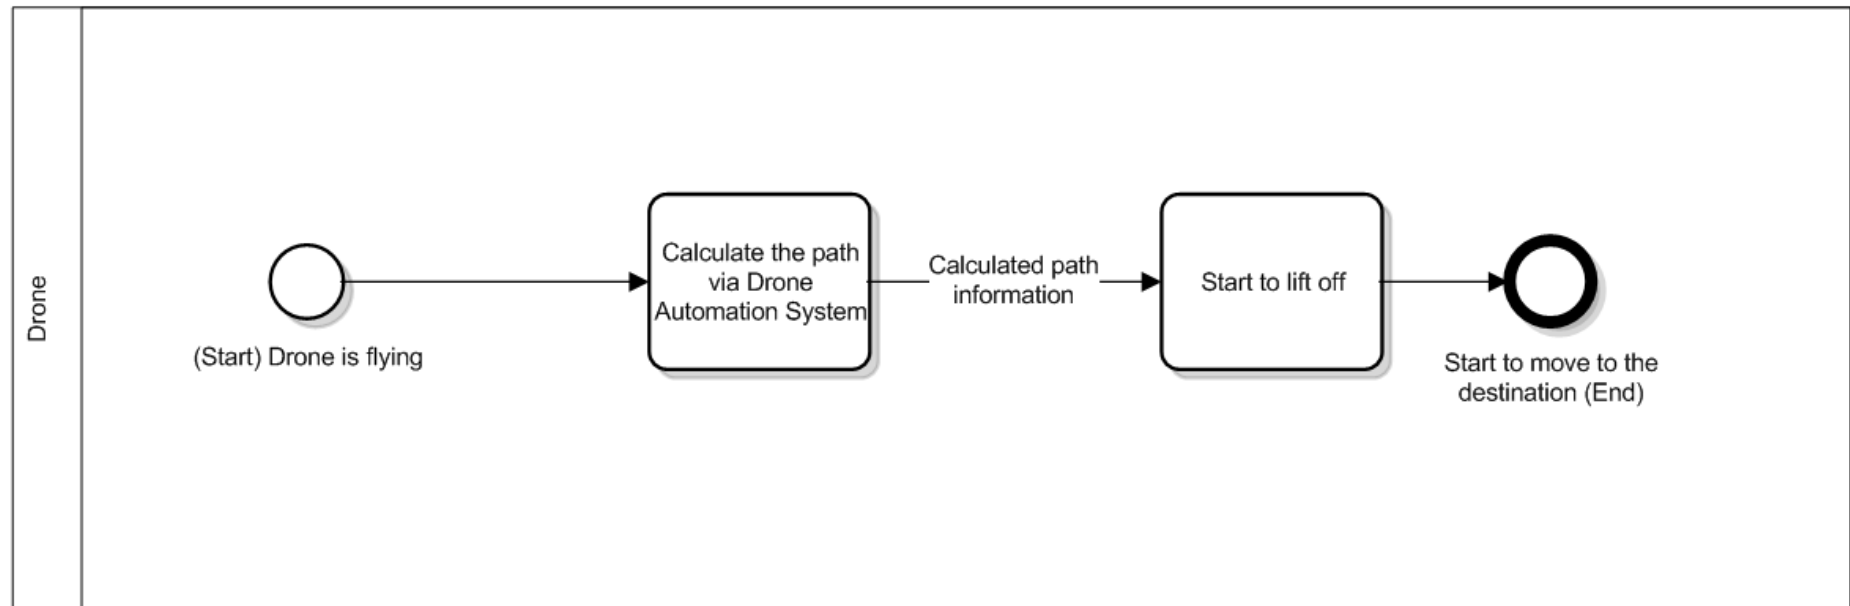 Drone
(Start) Drone is flying
Calculate the path
via Drone
Automation System
Calculated path
information
Start to lift off
Start to move to the
destination (End)